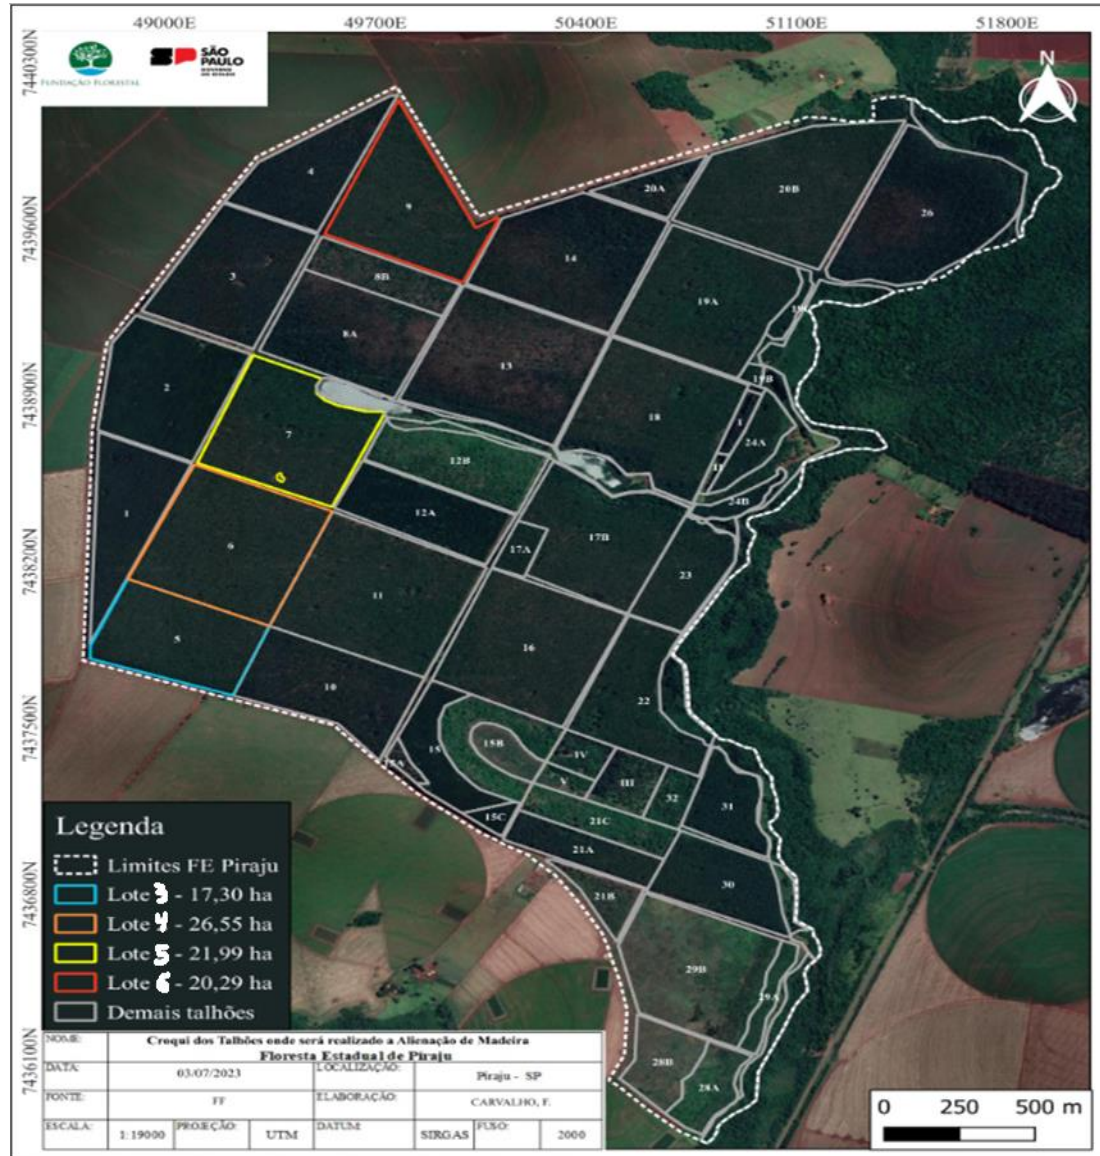 49000E 49700E 50400E 51100E 51800E
7440300N
7439600N
7438900N
7438200N
7437500N
7436800N
7436100N
FUNDAÇÃO FLORESTAL
SP SÃO PAULO
GOVERNO DO ESTADO
N
4
9
20A
20B
26
3
8B
14
19A
8A
13
2
18
19B
7
1
24A
12B
II
24B
1
12A
17A
17B
6
23
11
5
16
10
22
15
15B
IV
V
III
32
31
15C
21C
21A
30
21B
29B
29A
28B
28A
Legenda
Limites FE Piraju
Lote 3 - 17,30 ha
Lote 4 - 26,55 ha
Lote 5 - 21,99 ha
Lote 6 - 20,29 ha
Demais talhões
NOME: Croqui dos Talhões onde será realizado a Alienação de Madeira
Floresta Estadual de Piraju
DATA: 03/07/2023 LOCALIZAÇÃO: Piraju - SP
FONTE: FF ELABORAÇÃO: CARVALHO, F.
ESCALA: 1:19000 PROJEÇÃO: UTM DATUM: SIRGAS FUSO: 2000
0 250 500 m